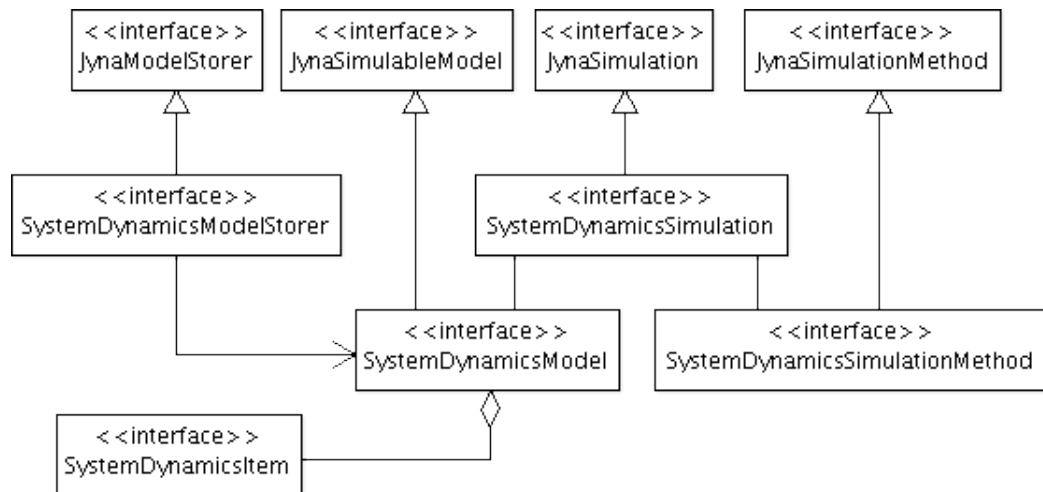 < <interface> >
JynaModelStorer
< <interface> >
JynaSimulableModel
< <interface> >
JynaSimulation
< <interface> >
JynaSimulationMethod
< <interface> >
SystemDynamicsModelStorer
< <interface> >
SystemDynamicsSimulation
< <interface> >
SystemDynamicsModel
< <interface> >
SystemDynamicsSimulationMethod
< <interface> >
SystemDynamicsItem